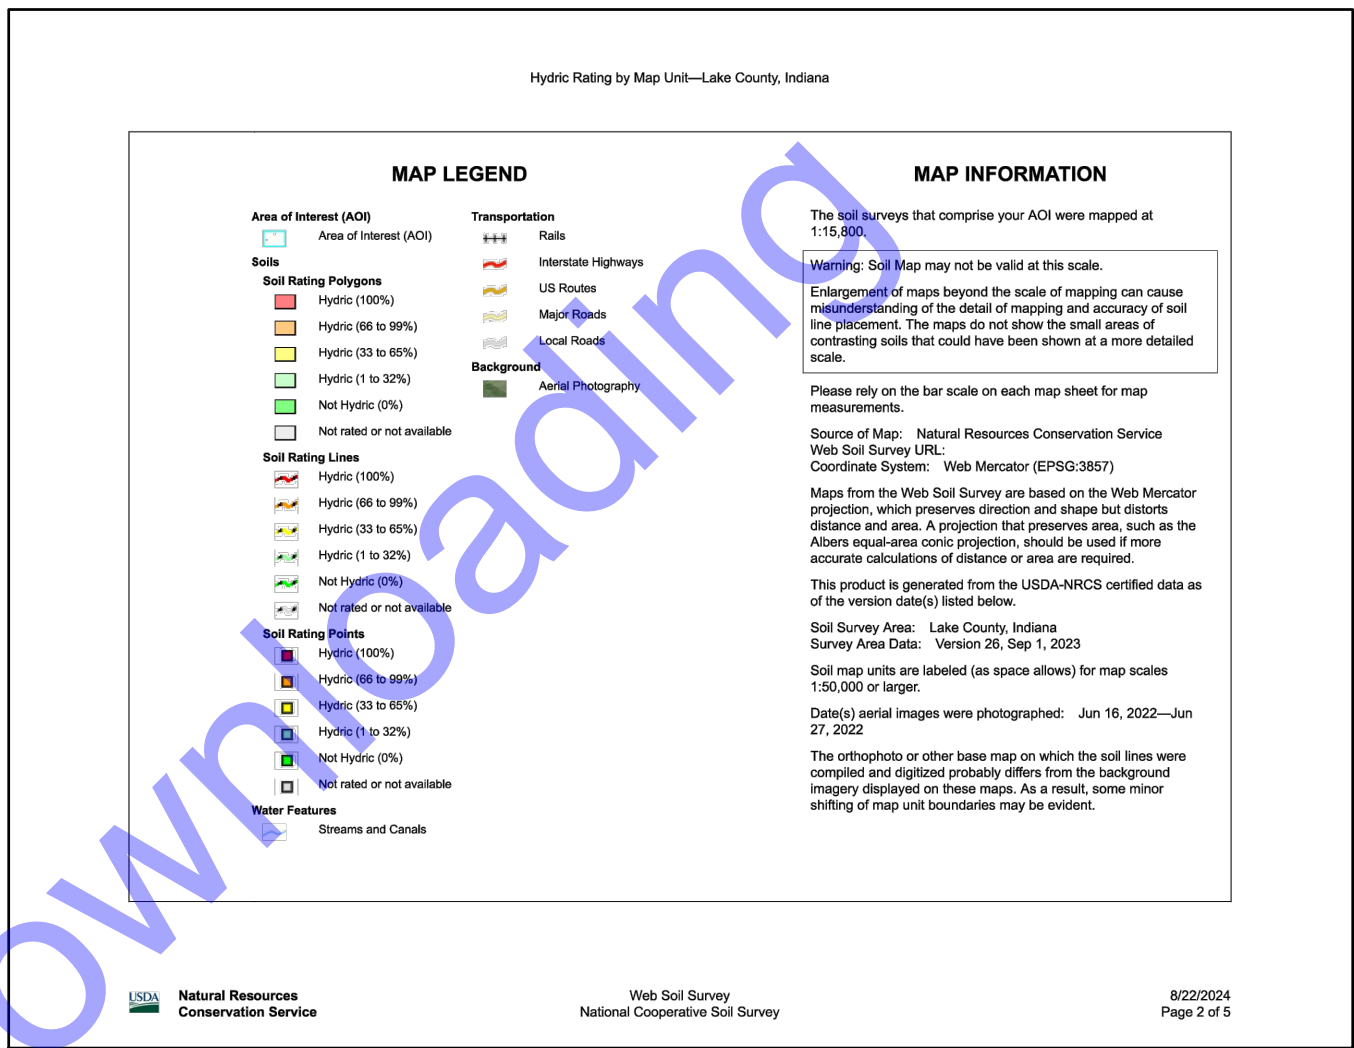 Hydric Rating by Map Unit—Lake County, Indiana
MAP LEGEND
Area of Interest (AOI)
Area of Interest (AOI)
Soils
Soil Rating Polygons
Hydric (100%)
Hydric (66 to 99%)
Hydric (33 to 65%)
Hydric (1 to 32%)
Not Hydric (0%)
Not rated or not available
Soil Rating Lines
Hydric (100%)
Hydric (66 to 99%)
Hydric (33 to 65%)
Hydric (1 to 32%)
Not Hydric (0%)
Not rated or not available
Soil Rating Points
Hydric (100%)
Hydric (66 to 99%)
Hydric (33 to 65%)
Hydric (1 to 32%)
Not Hydric (0%)
Not rated or not available
Water Features
Streams and Canals
Transportation
Rails
Interstate Highways
US Routes
Major Roads
Local Roads
Background
Aerial Photography
MAP INFORMATION
The soil surveys that comprise your AOI were mapped at
1:15,800.
Warning: Soil Map may not be valid at this scale.
Enlargement of maps beyond the scale of mapping can cause
misunderstanding of the detail of mapping and accuracy of soil
line placement. The maps do not show the small areas of
contrasting soils that could have been shown at a more detailed
scale.
Please rely on the bar scale on each map sheet for map
measurements.
Source of Map: Natural Resources Conservation Service
Web Soil Survey URL:
Coordinate System: Web Mercator (EPSG:3857)
Maps from the Web Soil Survey are based on the Web Mercator
projection, which preserves direction and shape but distorts
distance and area. A projection that preserves area, such as the
Albers equal-area conic projection, should be used if more
accurate calculations of distance or area are required.
This product is generated from the USDA-NRCS certified data as
of the version date(s) listed below.
Soil Survey Area: Lake County, Indiana
Survey Area Data: Version 26, Sep 1, 2023
Soil map units are labeled (as space allows) for map scales
1:50,000 or larger.
Date(s) aerial images were photographed: Jun 16, 2022—Jun
27, 2022
The orthophoto or other base map on which the soil lines were
compiled and digitized probably differs from the background
imagery displayed on these maps. As a result, some minor
shifting of map unit boundaries may be evident.
ownloading
USDA
Natural Resources
Conservation Service
Web Soil Survey
National Cooperative Soil Survey
8/22/2024
Page 2 of 5